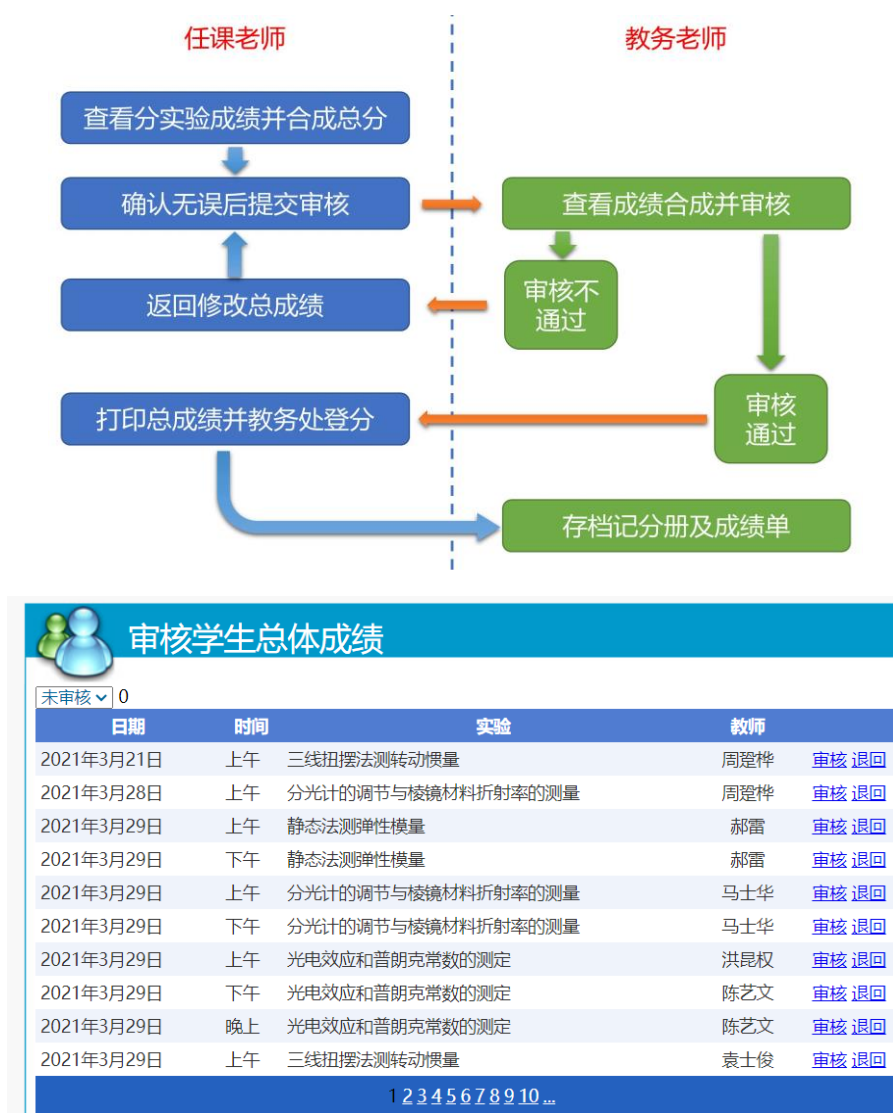 任课老师 教务老师
查看分实验成绩并合成总分
确认无误后提交审核 查看成绩合成并审核
返回修改总成绩
审核不
通过
打印总成绩并教务处登分
审核
通过
存档记分册及成绩单
审核学生总体成绩
未审核 0
日期 时间 实验 教师
2021年3月21日 上午 三线扭摆法测转动惯量 周跫桦 审核 退回
2021年3月28日 上午 分光计的调节与棱镜材料折射率的测量 周跫桦 审核 退回
2021年3月29日 上午 静态法测弹性模量 郝雷 审核 退回
2021年3月29日 下午 静态法测弹性模量 郝雷 审核 退回
2021年3月29日 上午 分光计的调节与棱镜材料折射率的测量 马士华 审核 退回
2021年3月29日 下午 分光计的调节与棱镜材料折射率的测量 马士华 审核 退回
2021年3月29日 上午 光电效应和普朗克常数的测定 洪昆权 审核 退回
2021年3月29日 下午 光电效应和普朗克常数的测定 陈艺文 审核 退回
2021年3月29日 晚上 光电效应和普朗克常数的测定 陈艺文 审核 退回
2021年3月29日 上午 三线扭摆法测转动惯量 袁士俊 审核 退回
1 2 3 4 5 6 7 8 9 10 ...